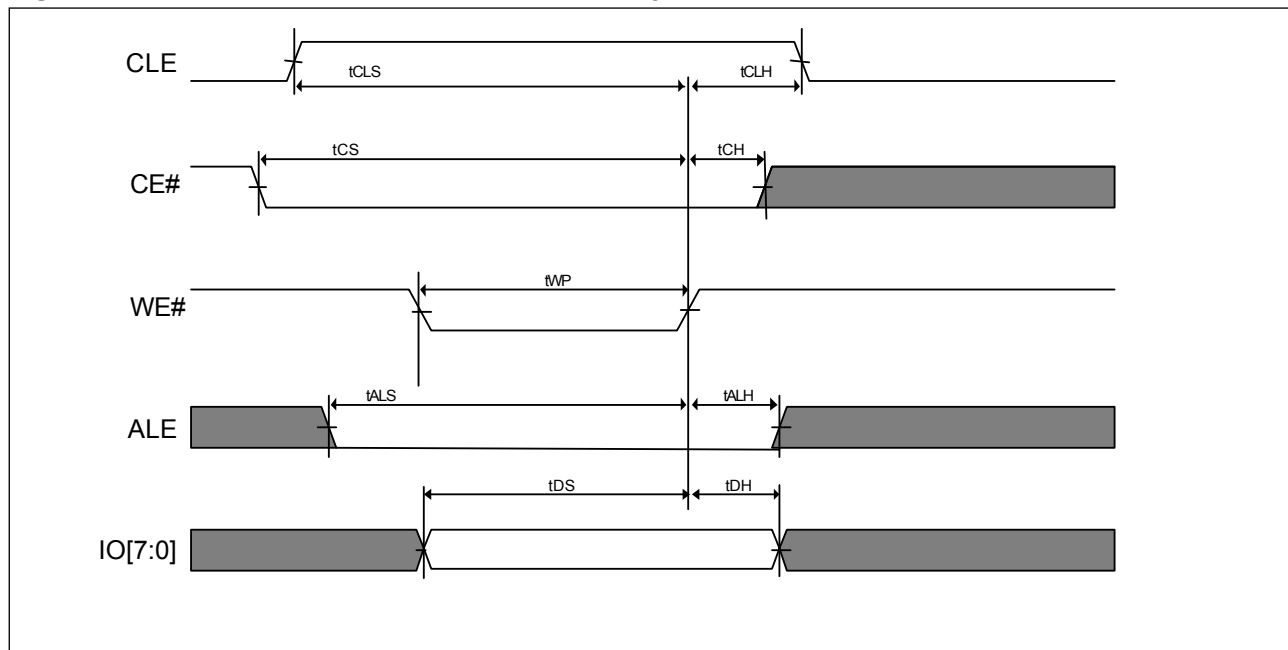 CLE
tCLS
tCLH
tCS
tCH
CE#
tWP
WE#
tALS
tALH
ALE
tDS
tDH
IO[7:0]